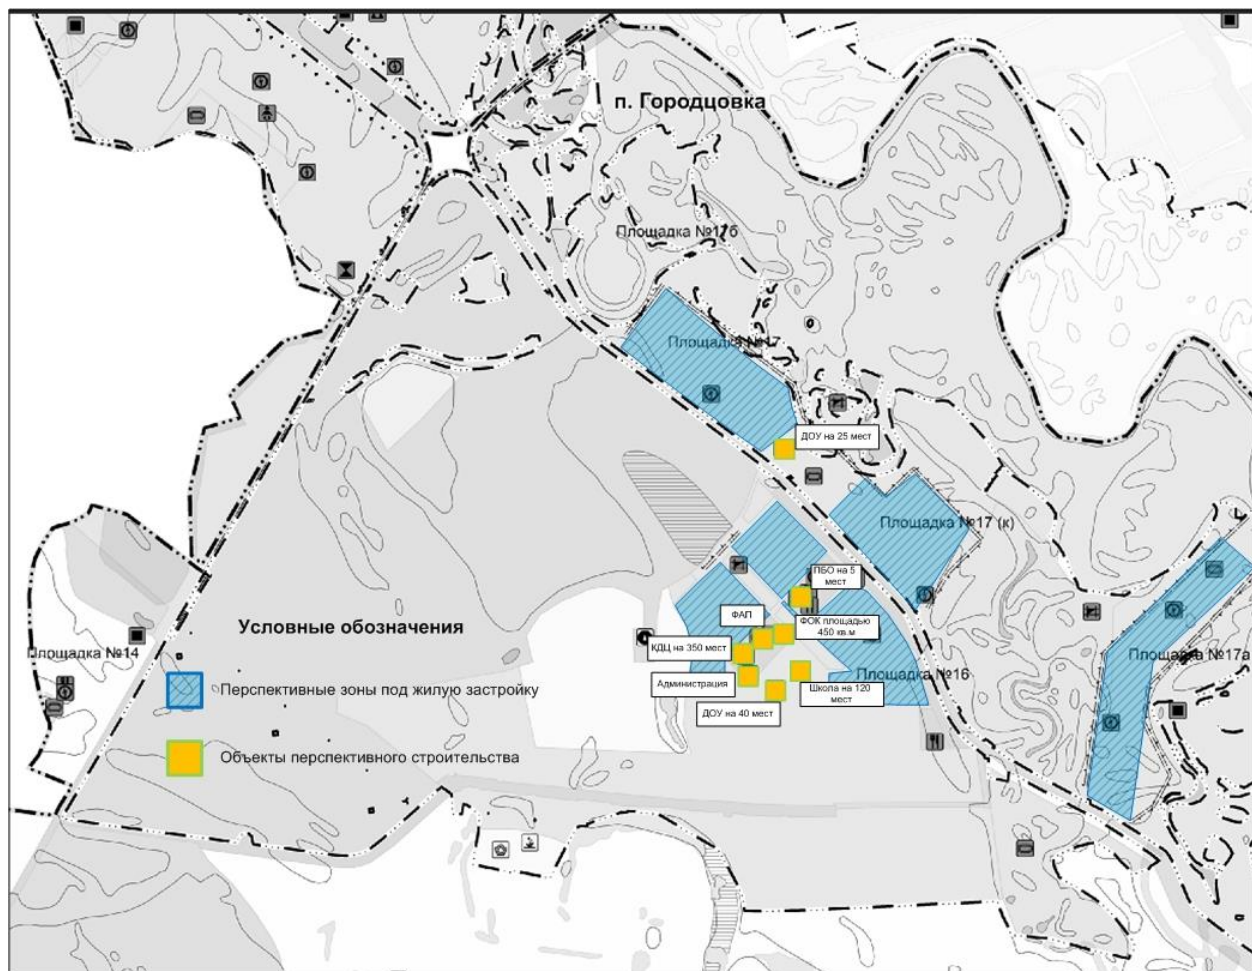 п. Городцовка
Площадка №17б
Площадка №17
ДОУ на 25 мест
Площадка №17 (к)
ПБО на 5
мест
ФАП
ФОК площадью
450 кв.м
Условные обозначения
КДЦ на 350 мест
Площадка №14
Площадка №17а
Площадка №16
Администрация
Школа на 120
мест
Перспективные зоны под жилую застройку
ДОУ на 40 мест
Объекты перспективного строительства